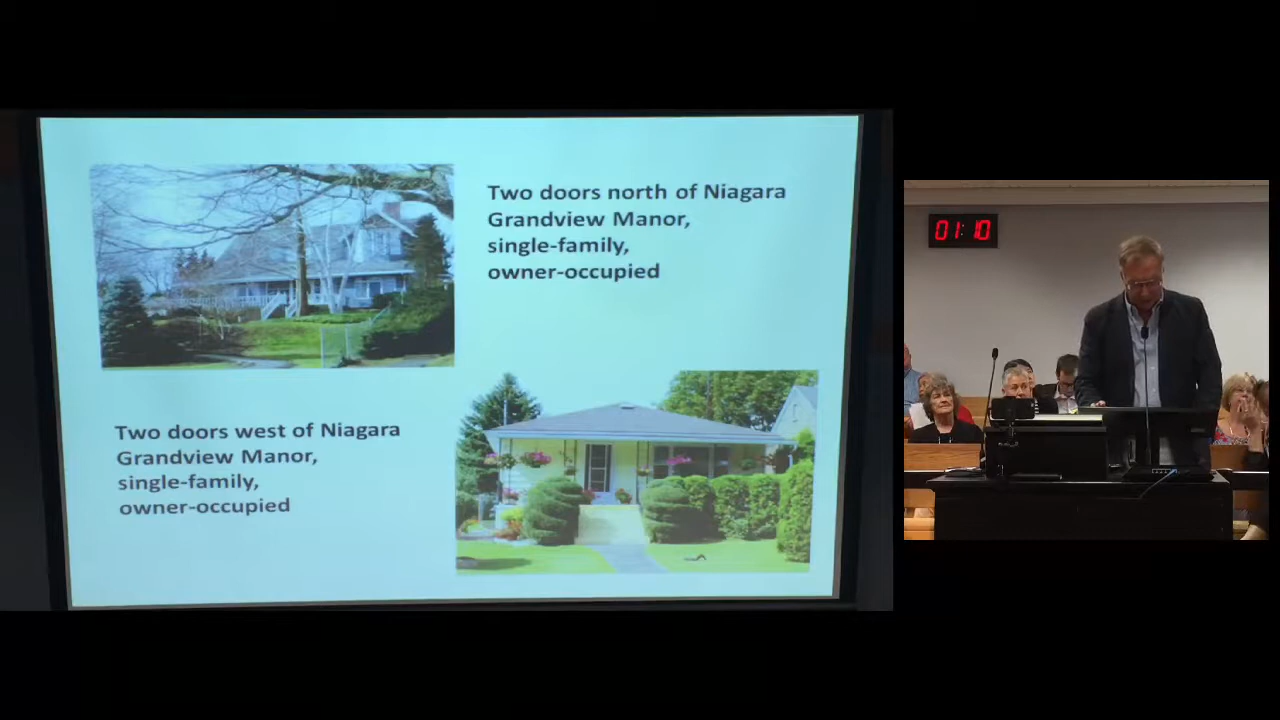 Two doors north of Niagara
Grandview Manor,
single-family,
owner-occupied
Two doors west of Niagara
Grandview Manor,
single-family,
owner-occupied
01:10